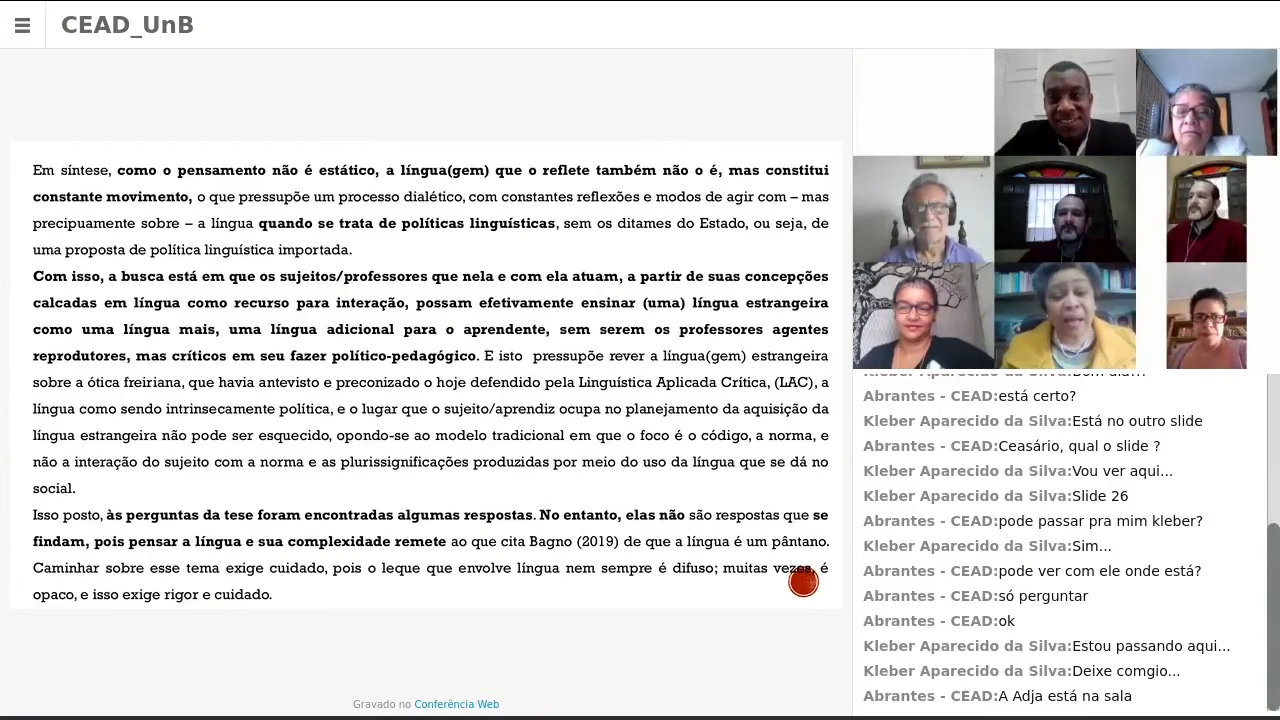 CEAD_UnB
Em síntese, como o pensamento não é estático, a língua(gem) que o reflete também não o é, mas constitui
constante movimento, o que pressupõe um processo dialético, com constantes reflexões e modos de agir com – mas
precipuamente sobre – a língua quando se trata de políticas linguísticas, sem os ditames do Estado, ou seja, de
uma proposta de política linguística importada.
Com isso, a busca está em que os sujeitos/professores que nela e com ela atuam, a partir de suas concepções
calcadas em língua como recurso para interação, possam efetivamente ensinar (uma) língua estrangeira
como uma língua mais, uma língua adicional para o aprendente, sem serem os professores agentes
reprodutores, mas críticos em seu fazer político-pedagógico. E isto pressupõe rever a língua(gem) estrangeira
sobre a ótica freiriana, que havia antevisto e preconizado o hoje defendido pela Linguística Aplicada Crítica, (LAC), a
língua como sendo intrinsecamente política, e o lugar que o sujeito/aprendiz ocupa no planejamento da aquisição da
língua estrangeira não pode ser esquecido, opondo-se ao modelo tradicional em que o foco é o código, a norma, e
não a interação do sujeito com a norma e as plurissignificações produzidas por meio do uso da língua que se dá no
social.
Isso posto, às perguntas da tese foram encontradas algumas respostas. No entanto, elas não são respostas que se
findam, pois pensar a língua e sua complexidade remete ao que cita Bagno (2019) de que a língua é um pântano.
Caminhar sobre esse tema exige cuidado, pois o leque que envolve língua nem sempre é difuso; muitas vezes, é
opaco, e isso exige rigor e cuidado.
Gravado no Conferência Web
Kleber Aparecido da Silva:
Abrantes - CEAD:está certo?
Kleber Aparecido da Silva:Está no outro slide
Abrantes - CEAD:Ceasário, qual o slide ?
Kleber Aparecido da Silva:Vou ver aqui...
Kleber Aparecido da Silva:Slide 26
Abrantes - CEAD:pode passar pra mim kleber?
Kleber Aparecido da Silva:Sim...
Abrantes - CEAD:pode ver com ele onde está?
Abrantes - CEAD:só perguntar
Abrantes - CEAD:ok
Kleber Aparecido da Silva:Estou passando aqui...
Kleber Aparecido da Silva:Deixe comgio...
Abrantes - CEAD:A Adja está na sala